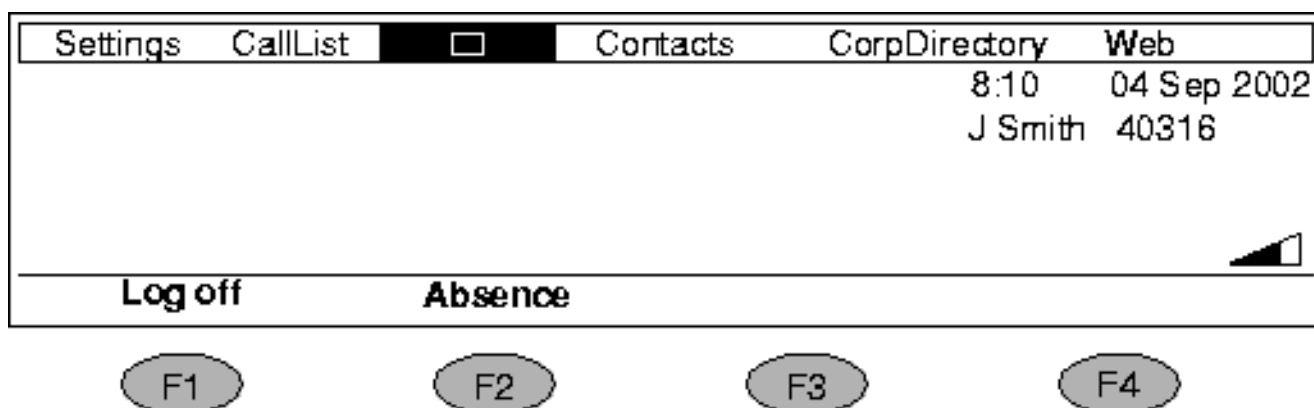 Settings CallList Contacts CorpDirectory Web
8:10 04 Sep 2002
J Smith 40316
Log off Absence
F1 F2 F3 F4